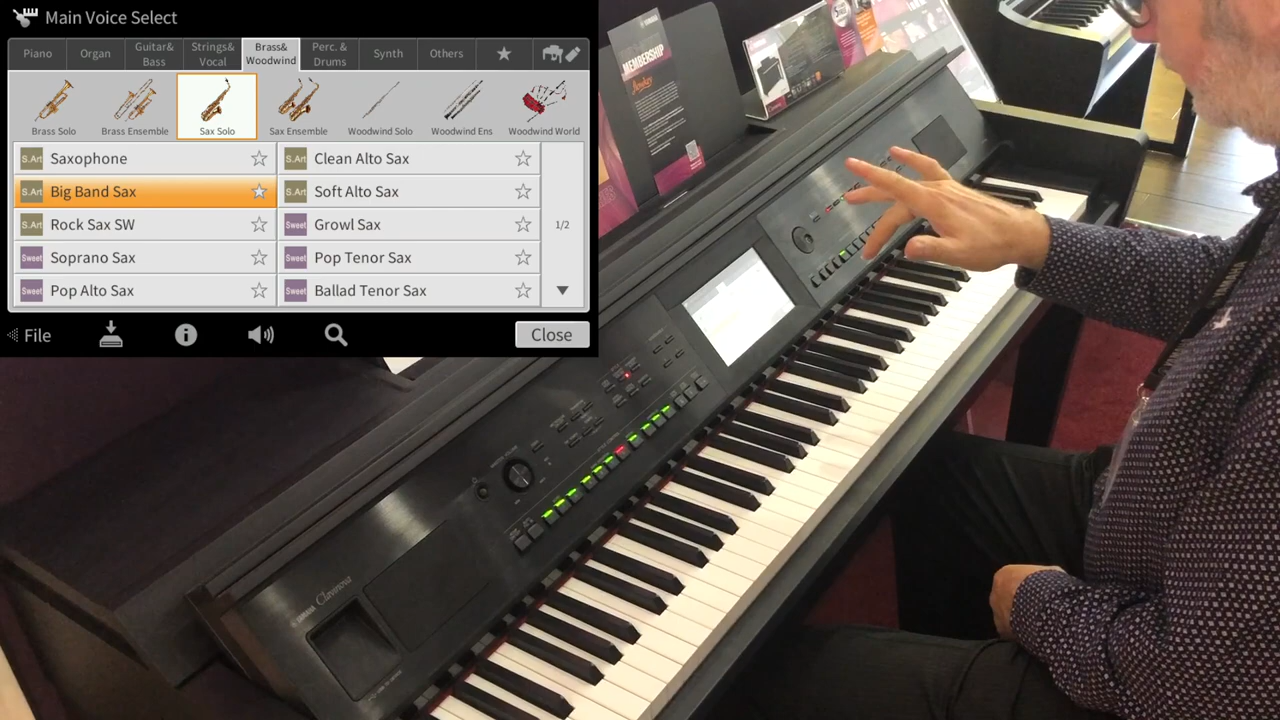 Main Voice Select
Piano
Organ
Guitar&
Bass
Strings&
Vocal
Brass&
Woodwind
Perc. &
Drums
Synth
Others
Brass Solo
Brass Ensemble
Sax Solo
Sax Ensemble
Woodwind Solo
Woodwind Ens
Woodwind World
S.Art Saxophone
S.Art Clean Alto Sax
S.Art Big Band Sax
S.Art Soft Alto Sax
S.Art Rock Sax SW
Sweet Growl Sax
1/2
Sweet Soprano Sax
Sweet Pop Tenor Sax
Sweet Pop Alto Sax
Sweet Ballad Tenor Sax
File
Close
YAMAHA
MEMBERSHIP
YAMAHA Clavinova